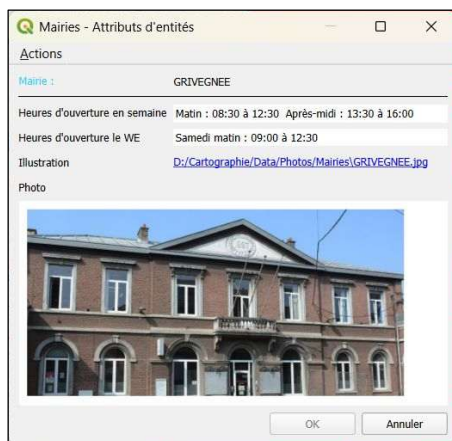 Mairies - Attributs d'entités
Actions
Mairie : GRIVEGNEE
Heures d'ouverture en semaine Matin : 08:30 à 12:30 Après-midi : 13:30 à 16:00
Heures d'ouverture le WE Samedi matin : 09:00 à 12:30
Illustration D:/Cartographie/Data/Photos/Mairies\GRIVEGNEE.jpg
Photo
OK Annuler